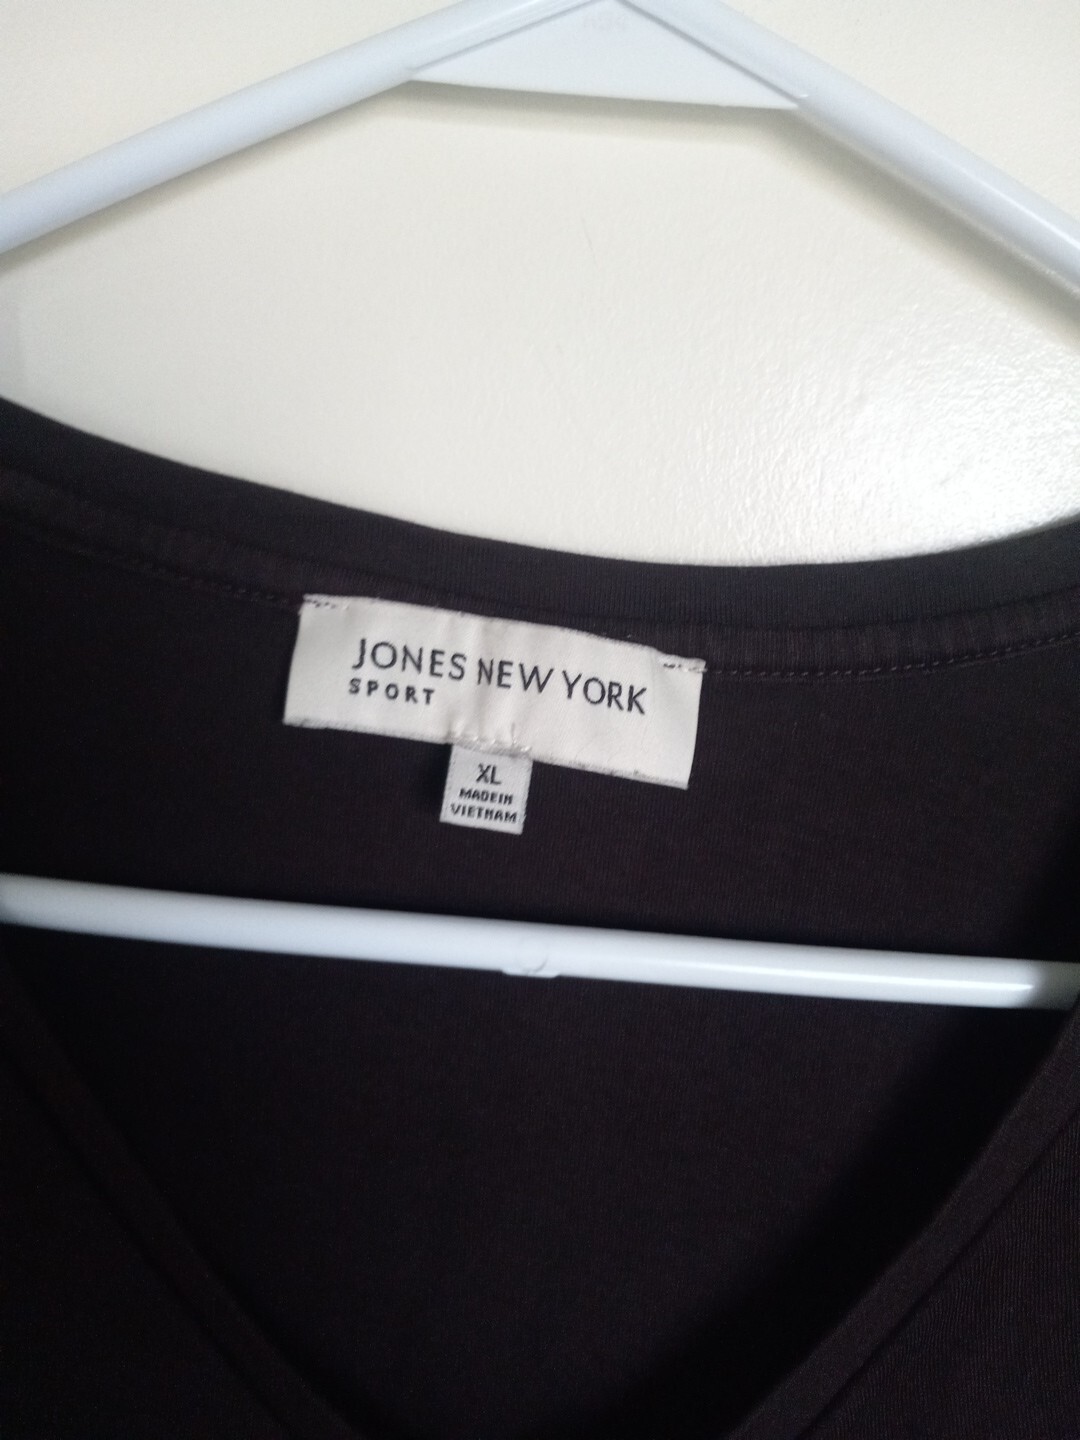 JONES NEW YORK
SPORT
XL
MADE IN
VIETNAM